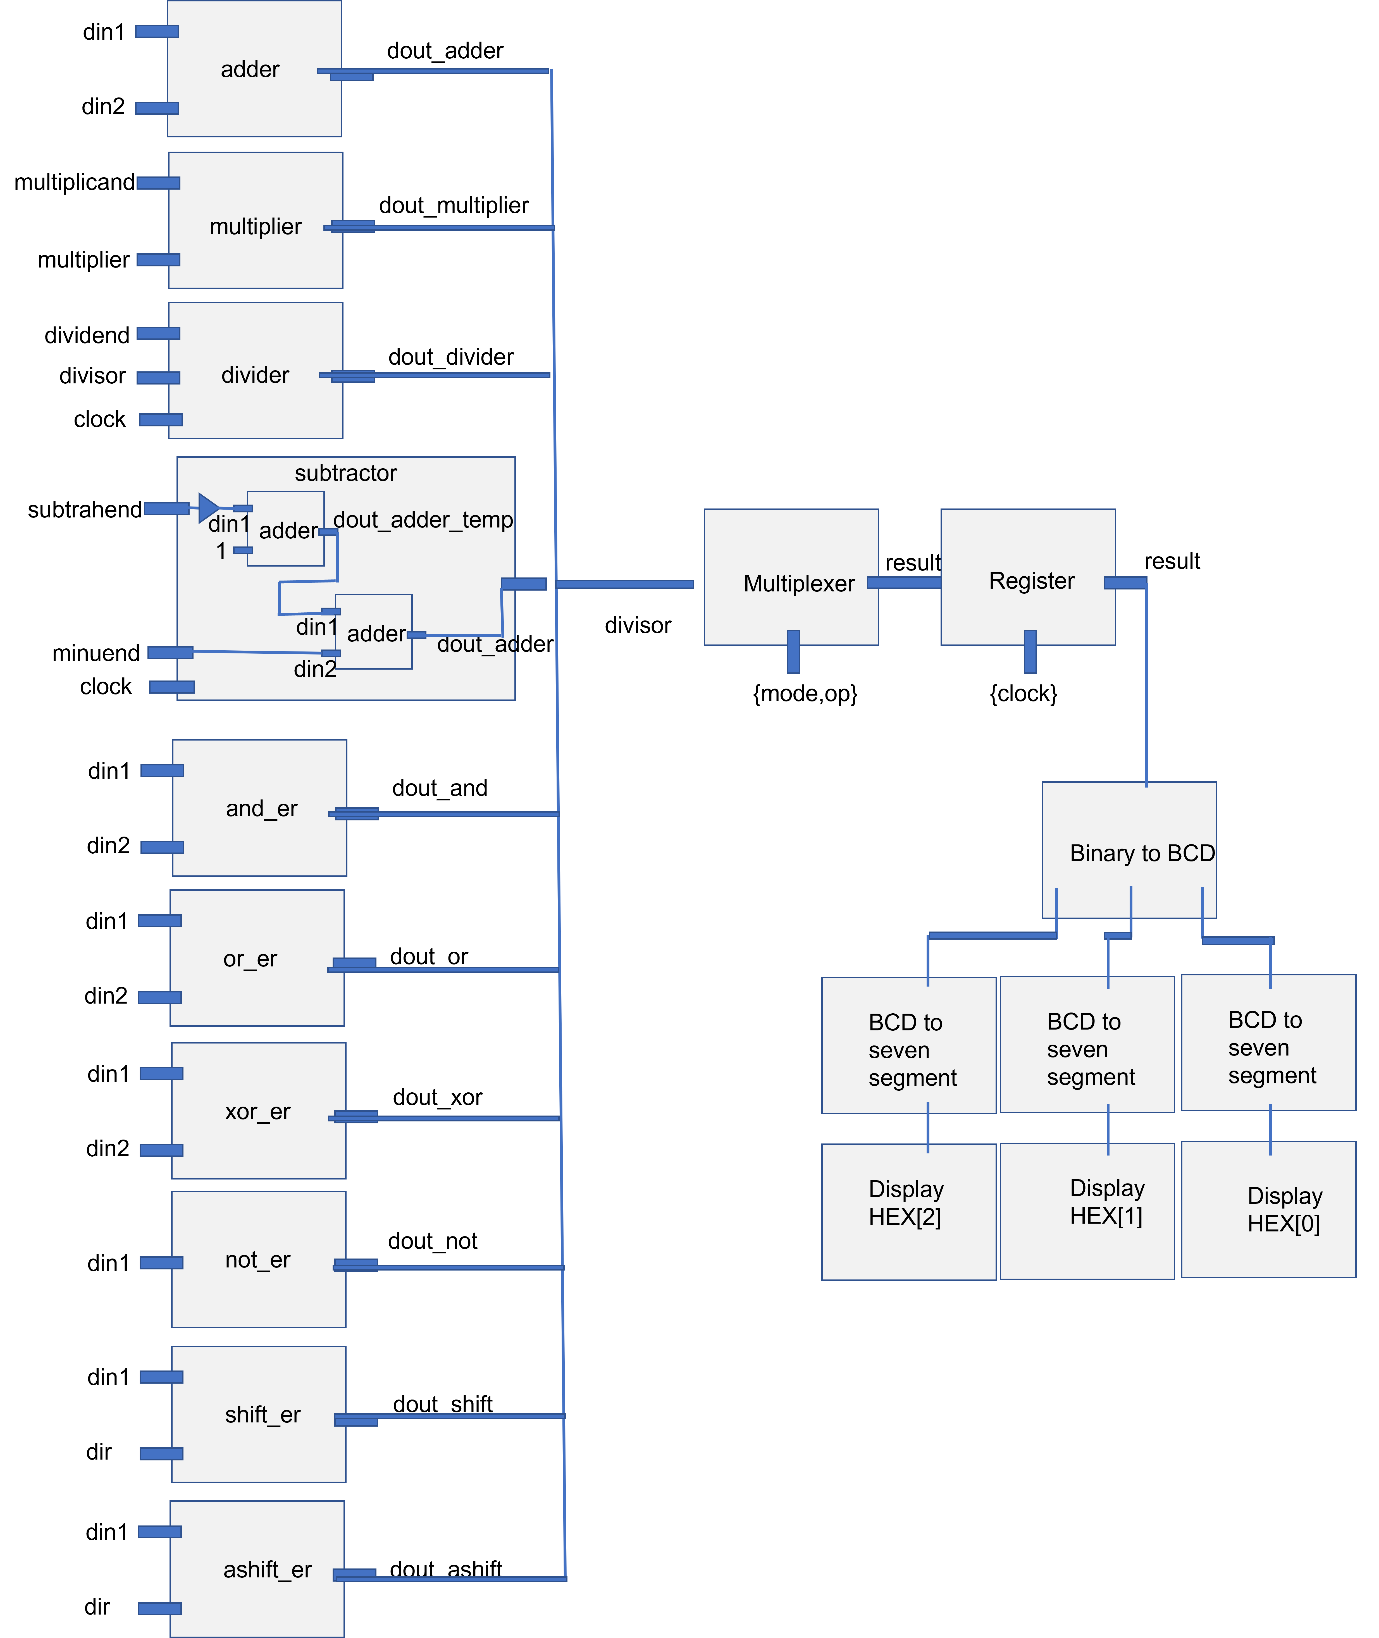 din1
adder
dout_adder
din2
multiplicand
multiplier
dout_multiplier
multiplier
dividend
divisor
clock
divider
dout_divider
subtractor
subtrahend
din1
1
adder
dout_adder_temp
din1
adder
din2
dout_adder
minuend
clock
divisor
Multiplexer
{mode,op}
result
Register
{clock}
result
din1
and_er
dout_and
din2
din1
or_er
dout_or
din2
din1
xor_er
dout_xor
din2
din1
not_er
dout_not
din1
shift_er
dout_shift
dir
din1
ashift_er
dout_ashift
dir
Binary to BCD
BCD to
seven
segment
BCD to
seven
segment
BCD to
seven
segment
Display
HEX[2]
Display
HEX[1]
Display
HEX[0]